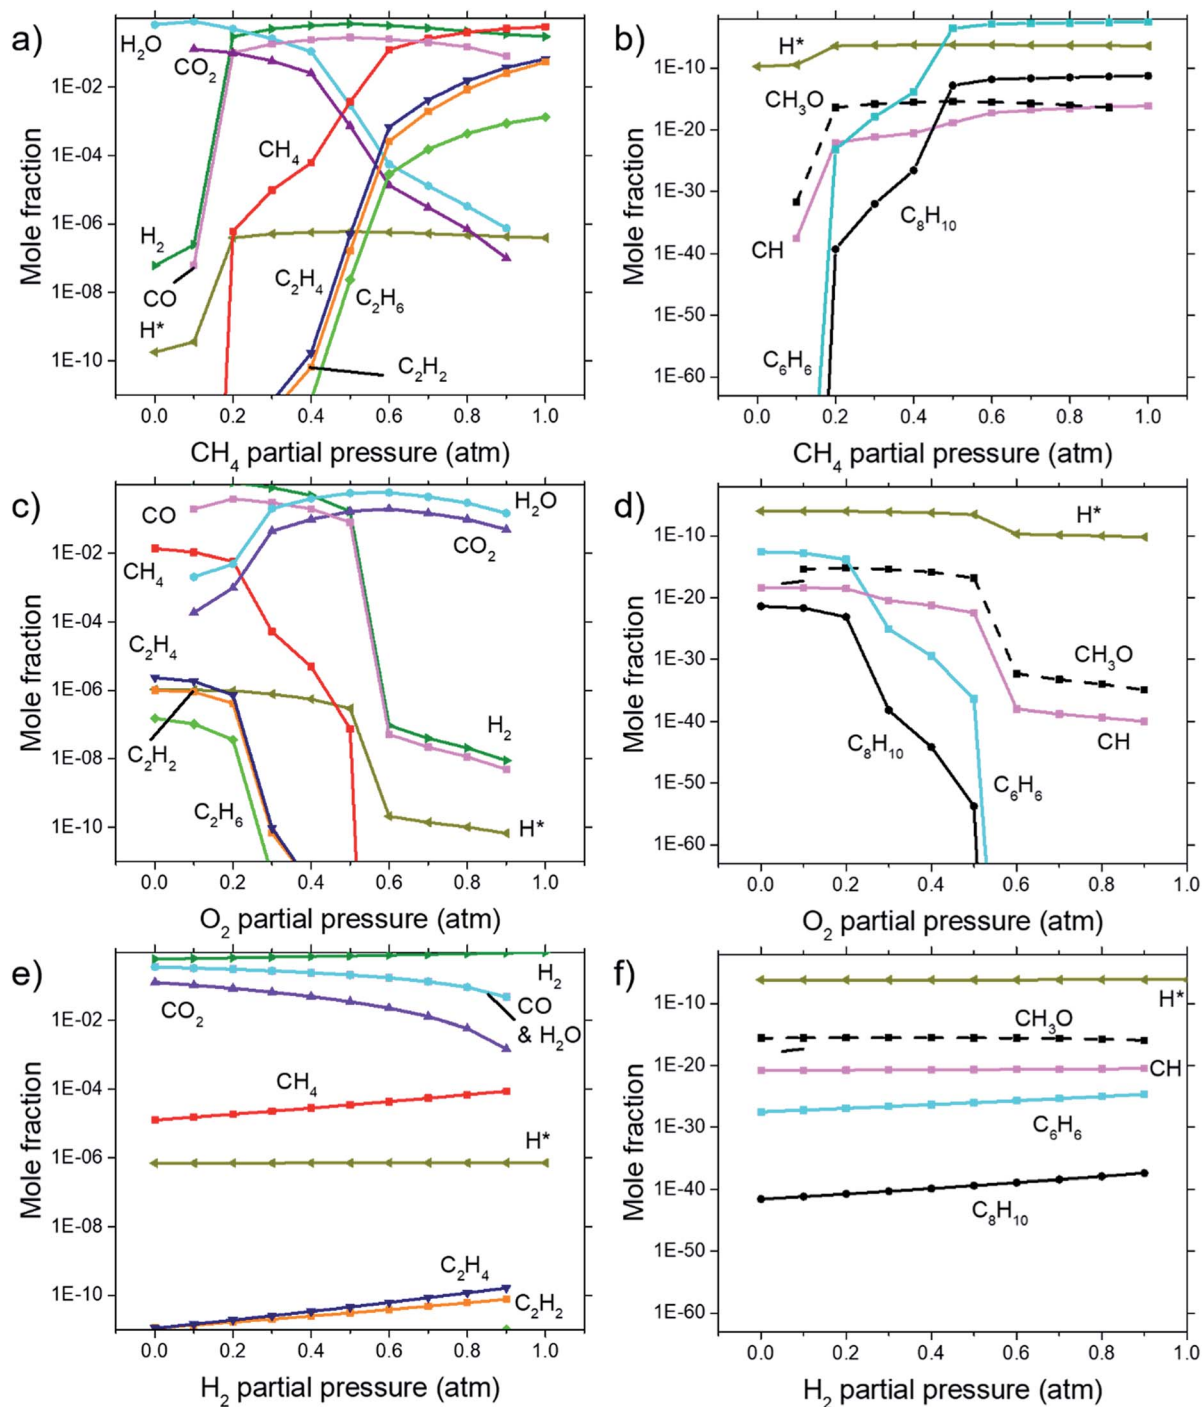 a)
Mole fraction
1E-02
1E-04
1E-06
1E-08
1E-10
H₂O
CO₂
CH₄
H₂
CO
H*
C₂H₄
C₂H₆
C₂H₂
0.0 0.2 0.4 0.6 0.8 1.0
CH₄ partial pressure (atm)
b)
Mole fraction
1E-10
1E-20
1E-30
1E-40
1E-50
1E-60
H*
CH₃O
CH
C₈H₁₀
C₆H₆
0.0 0.2 0.4 0.6 0.8 1.0
CH₄ partial pressure (atm)
c)
Mole fraction
1E-02
1E-04
1E-06
1E-08
1E-10
CO
H₂O
CO₂
CH₄
C₂H₄
C₂H₂
C₂H₆
H₂
H*
0.0 0.2 0.4 0.6 0.8 1.0
O₂ partial pressure (atm)
d)
Mole fraction
1E-10
1E-20
1E-30
1E-40
1E-50
1E-60
H*
CH₃O
CH
C₈H₁₀
C₆H₆
0.0 0.2 0.4 0.6 0.8 1.0
O₂ partial pressure (atm)
e)
Mole fraction
1E-02
1E-04
1E-06
1E-08
1E-10
H₂
CO₂
CO
& H₂O
CH₄
H*
C₂H₄
C₂H₂
0.0 0.2 0.4 0.6 0.8 1.0
H₂ partial pressure (atm)
f)
Mole fraction
1E-10
1E-20
1E-30
1E-40
1E-50
1E-60
H*
CH₃O
CH
C₆H₆
C₈H₁₀
0.0 0.2 0.4 0.6 0.8 1.0
H₂ partial pressure (atm)